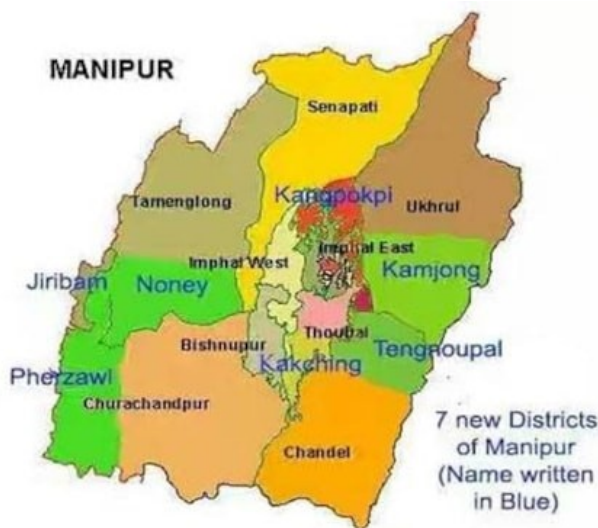 MANIPUR
Senapati
Kangpokpi
Tamenglong
Ukhrul
Imphal East
Imphal West
Kamjong
Jiribam
Noney
Thoubal
Bishnupur
Tengnoupal
Kakching
Pherzawl
Churachandpur
Chandel
7 new Districts
of Manipur
(Name written
in Blue)